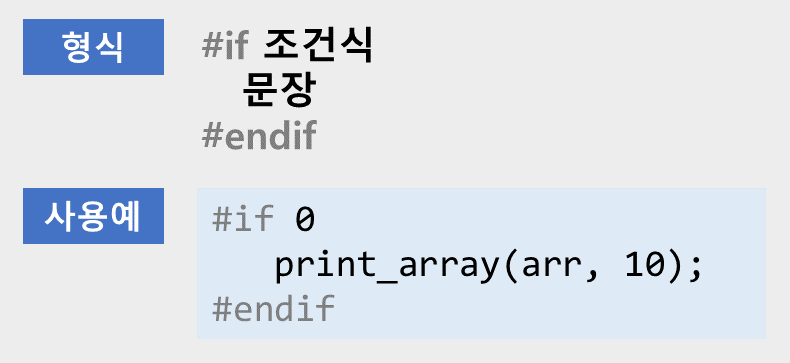 형식
#if 조건식
문장
#endif
사용예
#if 0
print_array(arr, 10);
#endif